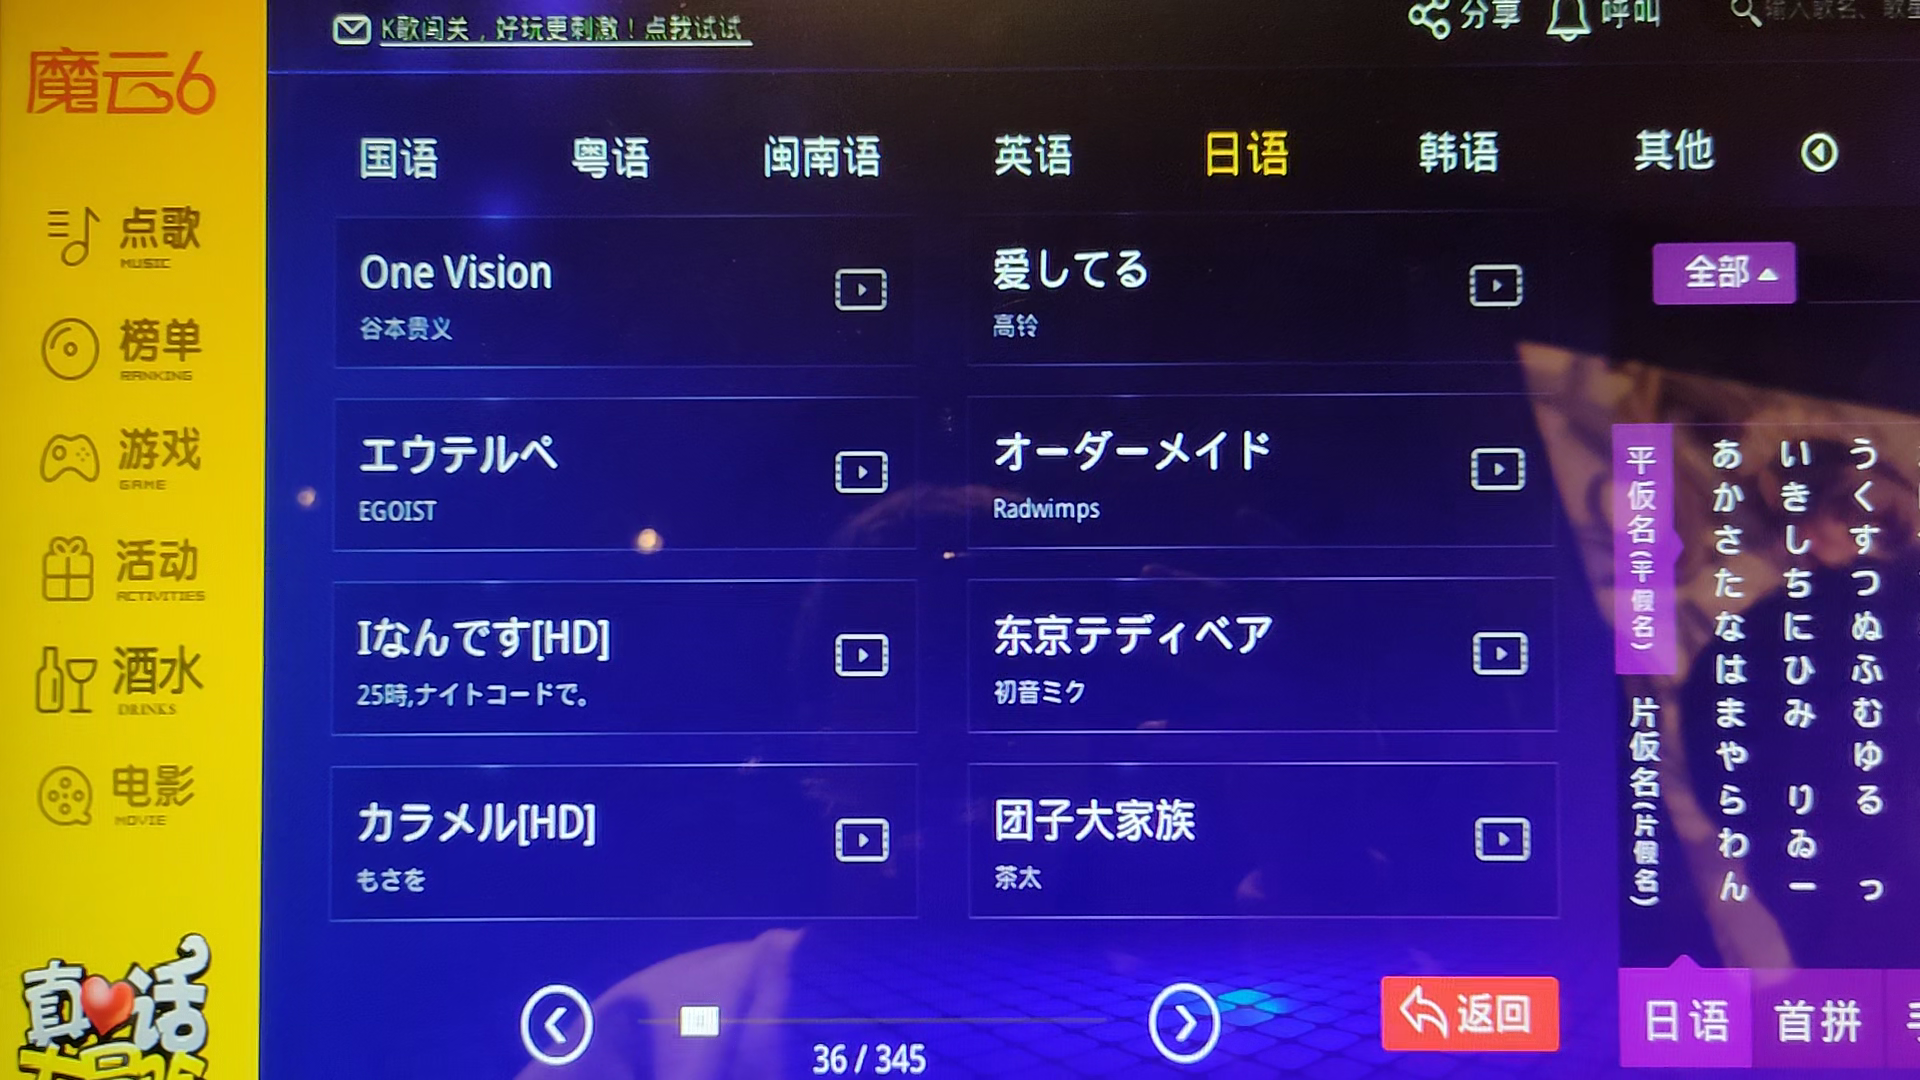 K歌闯关，好玩更刺激！点我试试
分享
呼叫
魔云6
国语
粤语
闽南语
英语
日语
韩语
其他
点歌
MUSIC
榜单
RANKING
游戏
GAME
活动
ACTIVITIES
酒水
DRINKS
电影
MOVIE
真话
One Vision
谷本贵义
爱してる
高铃
エウテルペ
EGOIST
オーダーメイド
Radwimps
Iなんです[HD]
25時,ナイトコードで。
东京テディベア
初音ミク
カラメル[HD]
もさを
团子大家族
茶太
36 / 345
返回
全部
平仮名(平假名)
片仮名(片假名)
あ い う
か き く
さ し す
た ち つ
な に ぬ
は ひ ふ
ま み む
や ゆ
ら り る
わ ゐ
ん ー っ
日语
首拼